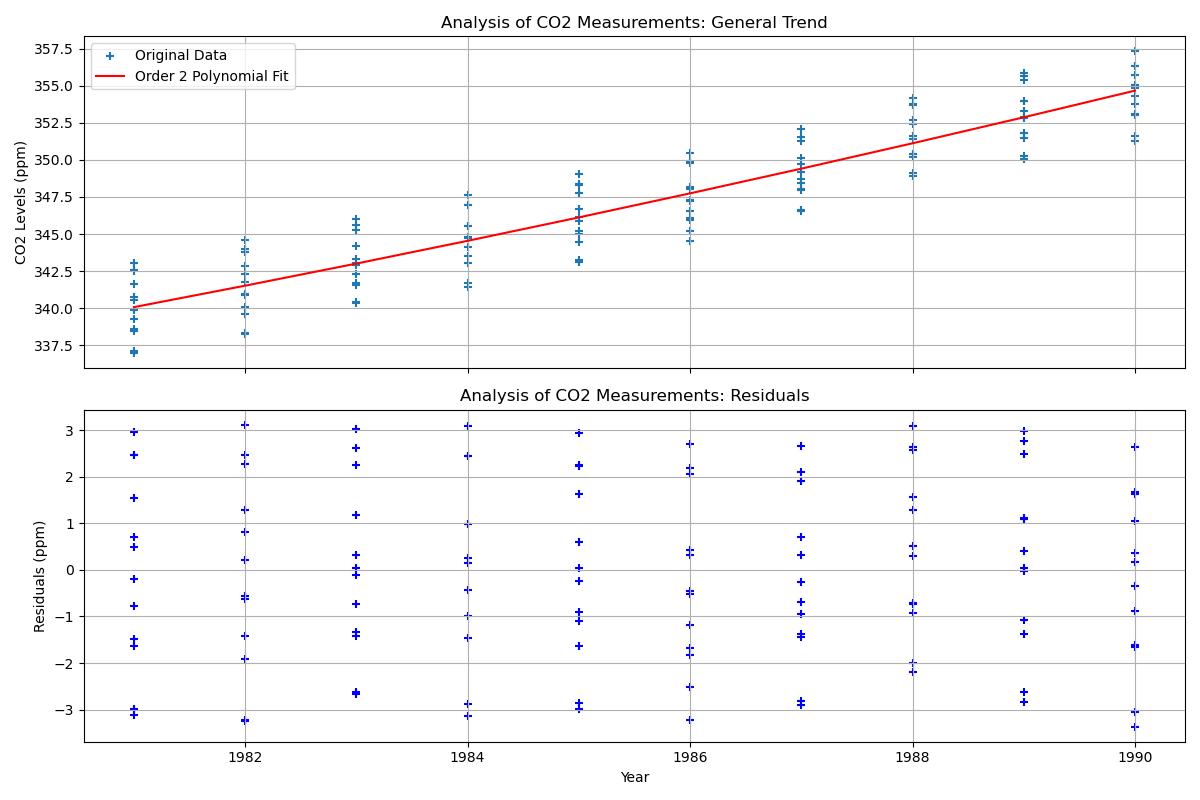 Analysis of CO2 Measurements: General Trend
Original Data
Order 2 Polynomial Fit
357.5
355.0
352.5
350.0
347.5
345.0
342.5
340.0
337.5
CO2 Levels (ppm)
Analysis of CO2 Measurements: Residuals
3
2
1
0
−1
−2
−3
Residuals (ppm)
1982 1984 1986 1988 1990
Year